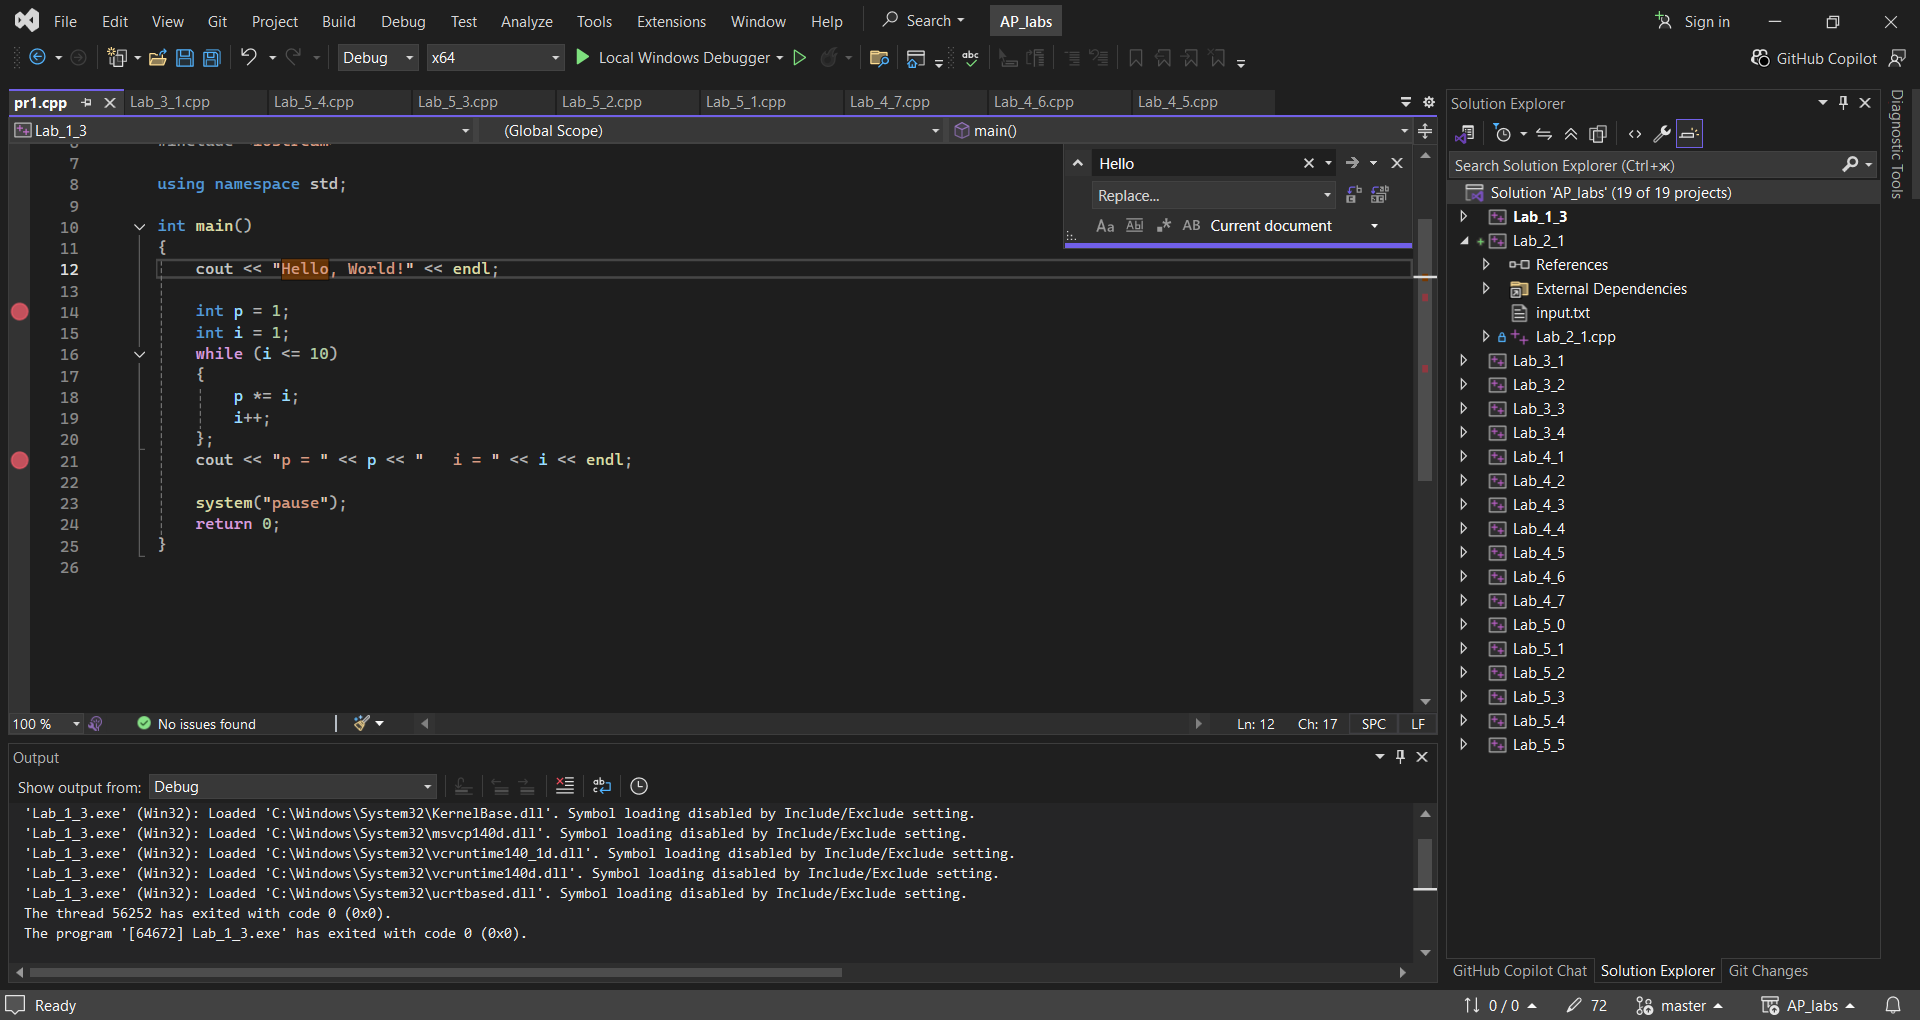 File Edit View Git Project Build Debug Test Analyze Tools Extensions Window Help Search AP_labs Sign in
Debug x64 Local Windows Debugger abc GitHub Copilot
pr1.cpp Lab_3_1.cpp Lab_5_4.cpp Lab_5_3.cpp Lab_5_2.cpp Lab_5_1.cpp Lab_4_7.cpp Lab_4_6.cpp Lab_4_5.cpp
Lab_1_3 (Global Scope) main()
6 #include <iostream>
7
8 using namespace std;
9
10 int main()
11 {
12 cout << "Hello, World!" << endl;
13
14 int p = 1;
15 int i = 1;
16 while (i <= 10)
17 {
18 p *= i;
19 i++;
20 };
21 cout << "p = " << p << "   i = " << i << endl;
22
23 system("pause");
24 return 0;
25 }
26
Hello
Replace...
Aa Abl .* AB Current document
100 % No issues found Ln: 12 Ch: 17 SPC LF
Output
Show output from: Debug
'Lab_1_3.exe' (Win32): Loaded 'C:\Windows\System32\KernelBase.dll'. Symbol loading disabled by Include/Exclude setting.
'Lab_1_3.exe' (Win32): Loaded 'C:\Windows\System32\msvcp140d.dll'. Symbol loading disabled by Include/Exclude setting.
'Lab_1_3.exe' (Win32): Loaded 'C:\Windows\System32\vcruntime140_1d.dll'. Symbol loading disabled by Include/Exclude setting.
'Lab_1_3.exe' (Win32): Loaded 'C:\Windows\System32\vcruntime140d.dll'. Symbol loading disabled by Include/Exclude setting.
'Lab_1_3.exe' (Win32): Loaded 'C:\Windows\System32\ucrtbased.dll'. Symbol loading disabled by Include/Exclude setting.
The thread 56252 has exited with code 0 (0x0).
The program '[64672] Lab_1_3.exe' has exited with code 0 (0x0).
Solution Explorer
Search Solution Explorer (Ctrl+ж)
Solution 'AP_labs' (19 of 19 projects)
Lab_1_3
Lab_2_1
References
External Dependencies
input.txt
Lab_2_1.cpp
Lab_3_1
Lab_3_2
Lab_3_3
Lab_3_4
Lab_4_1
Lab_4_2
Lab_4_3
Lab_4_4
Lab_4_5
Lab_4_6
Lab_4_7
Lab_5_0
Lab_5_1
Lab_5_2
Lab_5_3
Lab_5_4
Lab_5_5
GitHub Copilot Chat Solution Explorer Git Changes
Diagnostic Tools
Ready 0 / 0 72 master AP_labs